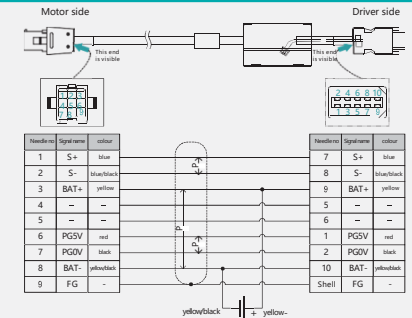 Motor side
Driver side
This end
is visible
This end
is visible
1 2 3
4 5 6
7 8 9
2 4 6 8 10
1 3 5 7 9
Needle no Signal name colour
1 S+ blue
2 S- blue/black
3 BAT+ yellow
4 – –
5 – –
6 PG5V red
7 PG0V black
8 BAT- yellow/black
9 FG -
P
P
P
Needle no Signal name colour
7 S+ blue
8 S- blue/black
9 BAT+ yellow
5 – –
6 – –
1 PG5V red
2 PG0V black
10 BAT- yellow/black
Shell FG -
yellow/black + yellow-